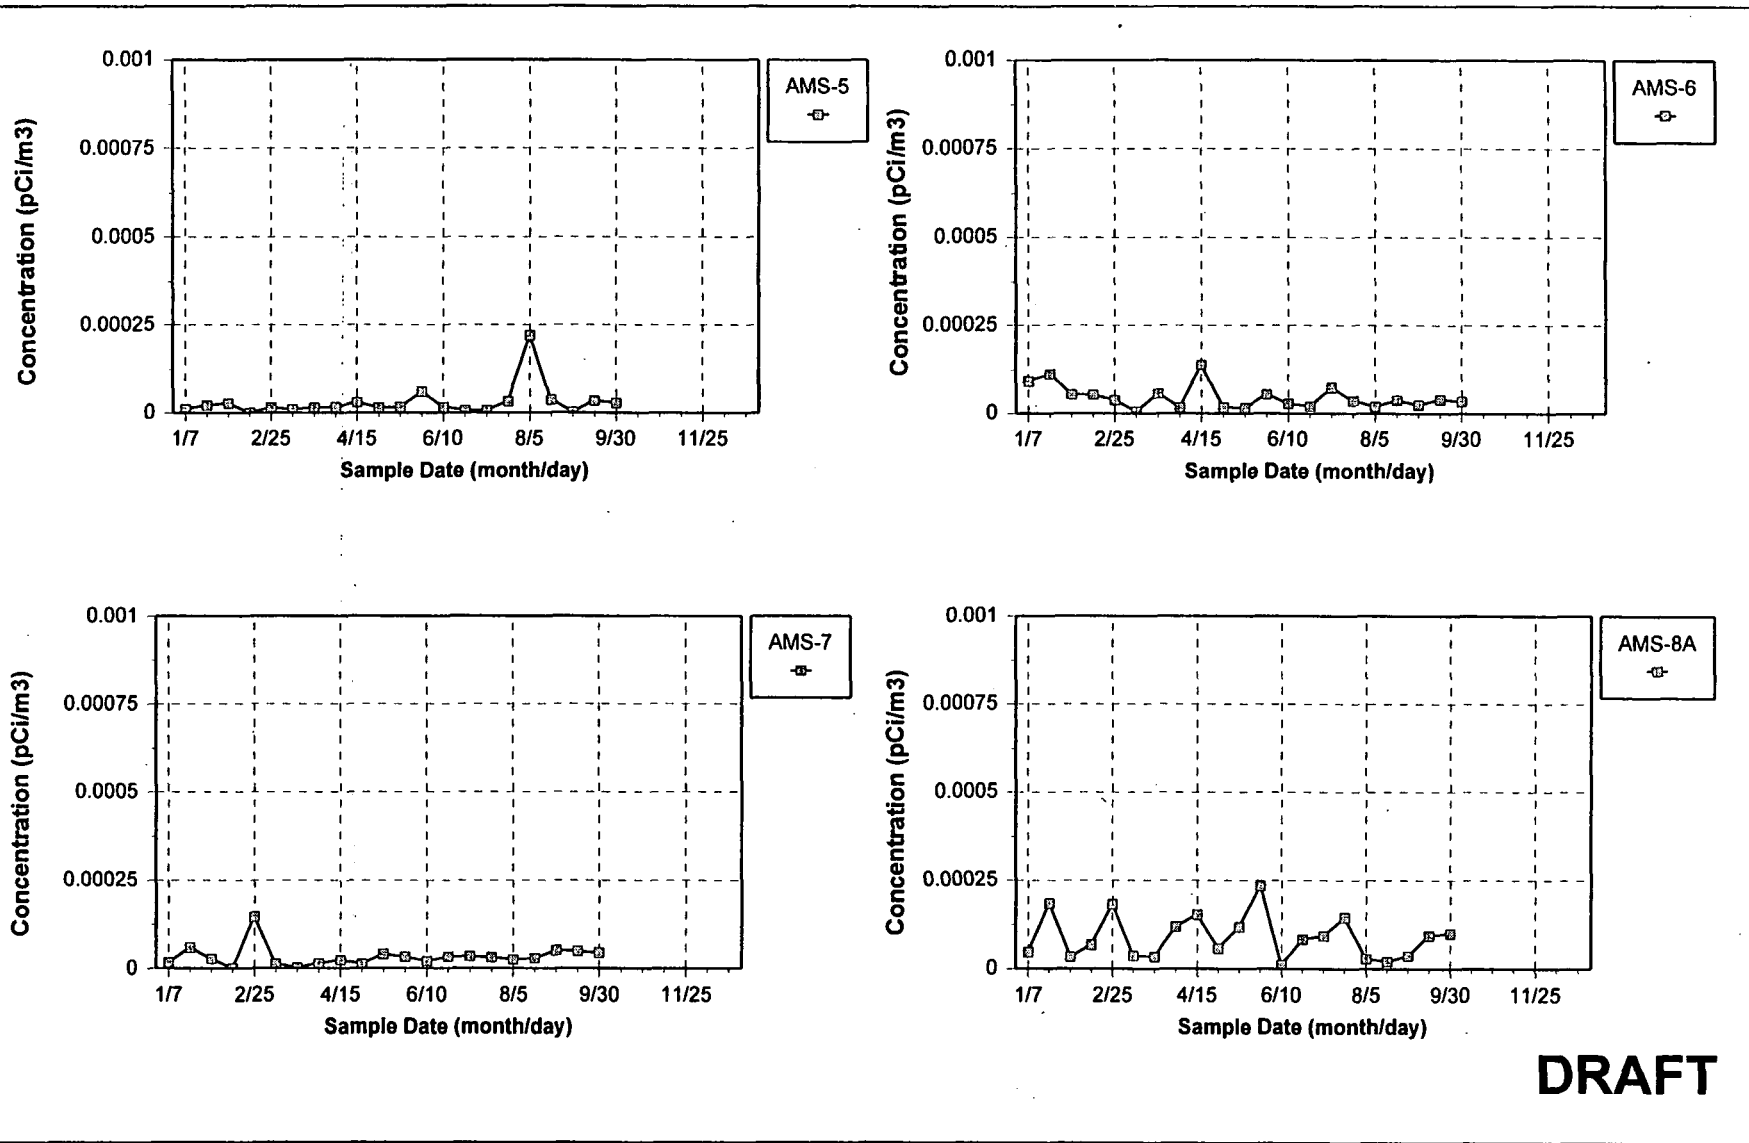 0.001
0.00075
0.0005
0.00025
0
Concentration (pCi/m3)
1/7 2/25 4/15 6/10 8/5 9/30 11/25
Sample Date (month/day)
AMS-5
0.001
0.00075
0.0005
0.00025
0
Concentration (pCi/m3)
1/7 2/25 4/15 6/10 8/5 9/30 11/25
Sample Date (month/day)
AMS-6
0.001
0.00075
0.0005
0.00025
0
Concentration (pCi/m3)
1/7 2/25 4/15 6/10 8/5 9/30 11/25
Sample Date (month/day)
AMS-7
0.001
0.00075
0.0005
0.00025
0
Concentration (pCi/m3)
1/7 2/25 4/15 6/10 8/5 9/30 11/25
Sample Date (month/day)
AMS-8A
DRAFT